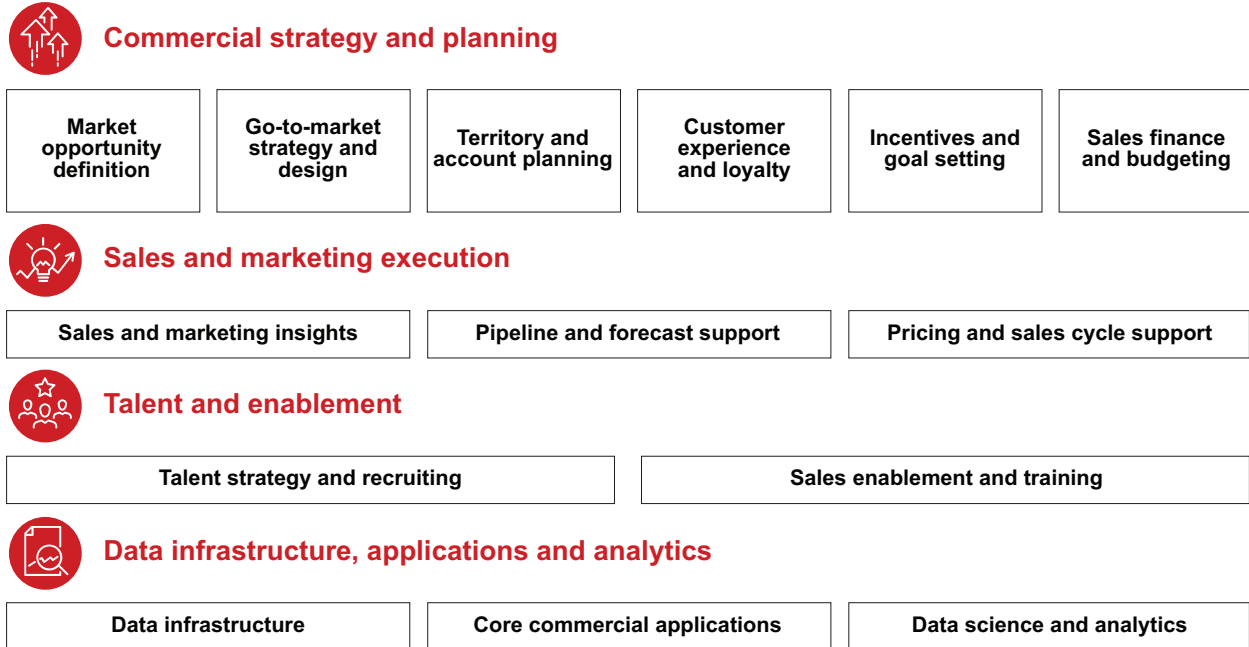 Commercial strategy and planning
Market
opportunity
definition
Go-to-market
strategy and
design
Territory and
account planning
Customer
experience
and loyalty
Incentives and
goal setting
Sales finance
and budgeting
Sales and marketing execution
Sales and marketing insights
Pipeline and forecast support
Pricing and sales cycle support
Talent and enablement
Talent strategy and recruiting
Sales enablement and training
Data infrastructure, applications and analytics
Data infrastructure
Core commercial applications
Data science and analytics